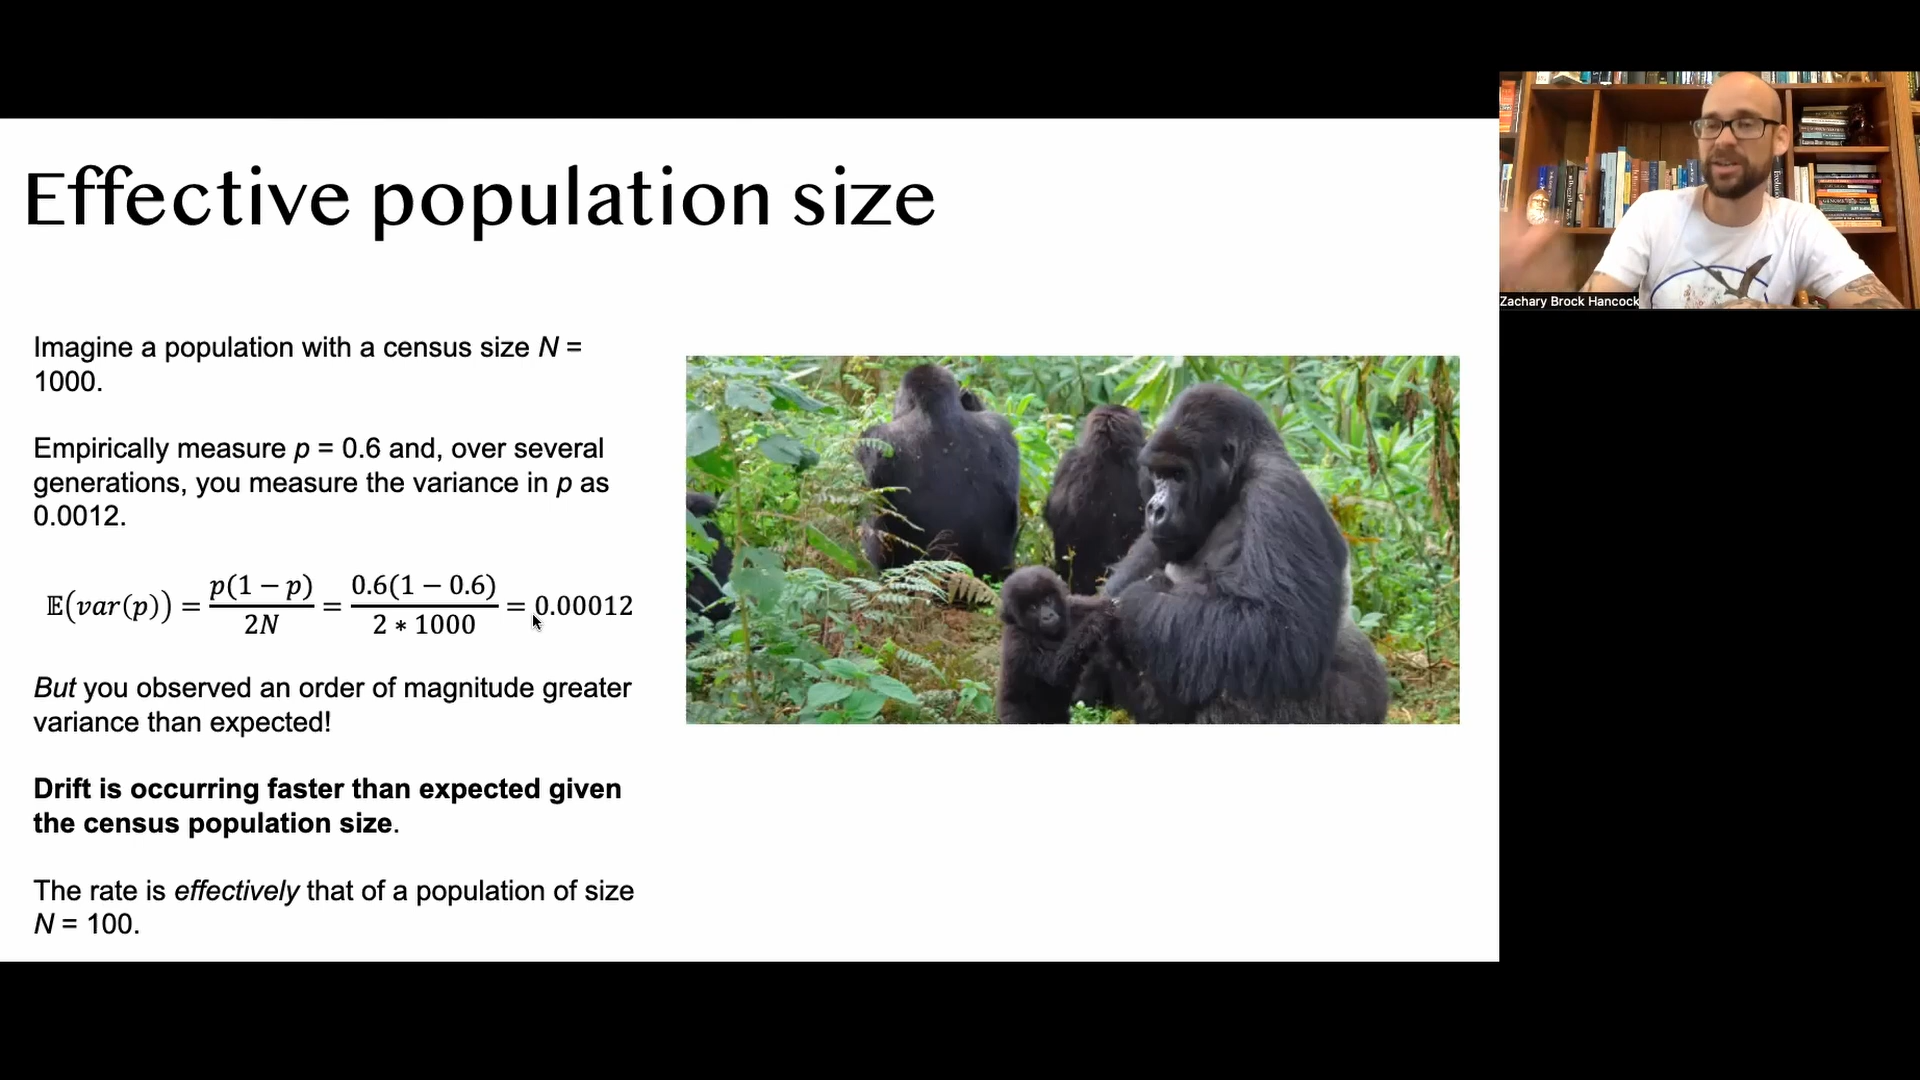 Effective population size
Imagine a population with a census size N =
1000.
Empirically measure p = 0.6 and, over several
generations, you measure the variance in p as
0.0012.
𝔼(var(p)) = p(1 − p) / 2N = 0.6(1 − 0.6) / 2 ∗ 1000 = 0.00012
But you observed an order of magnitude greater
variance than expected!
Drift is occurring faster than expected given
the census population size.
The rate is effectively that of a population of size
N = 100.
Zachary Brock Hancock